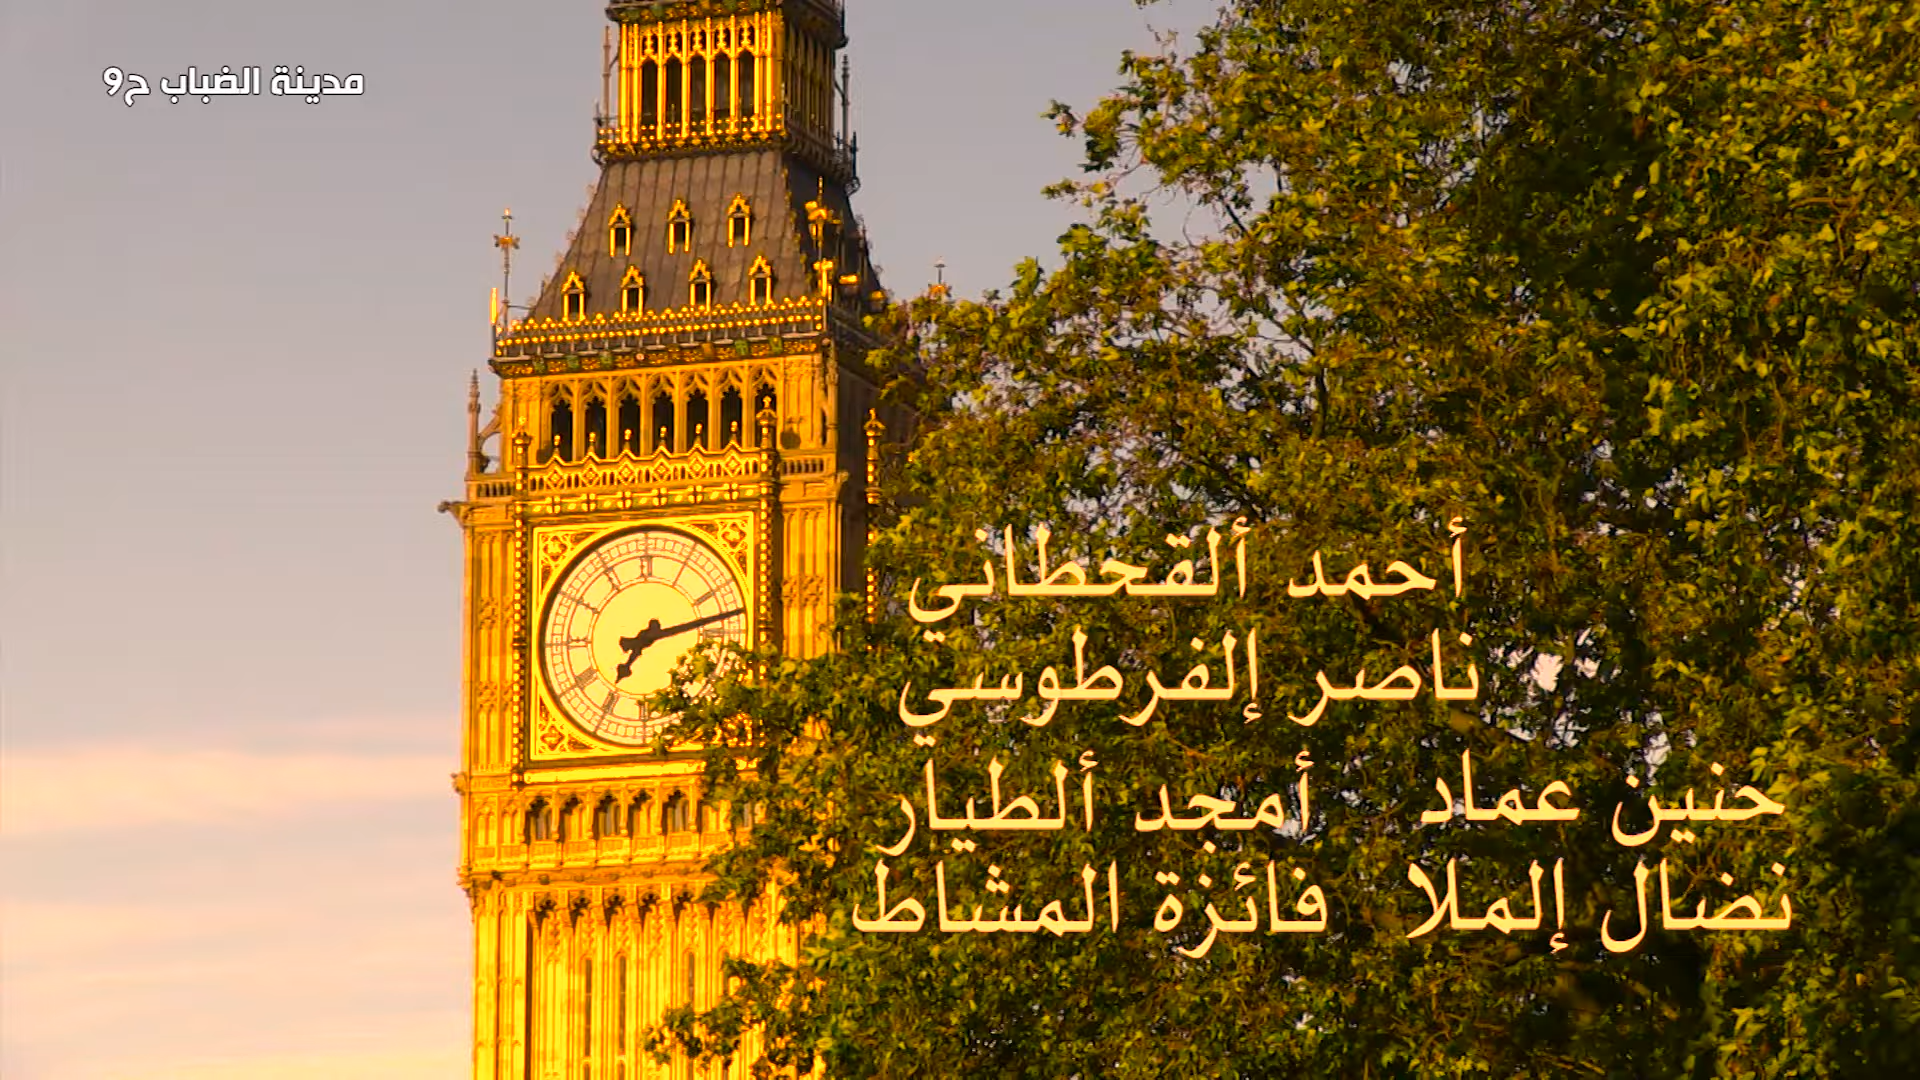 مدينة الضباب ح9
أحمد ألقحطاني
ناصر إلفرطوسي
حنين عماد أمجد ألطيار
نضال إلملا فائزة المشاط